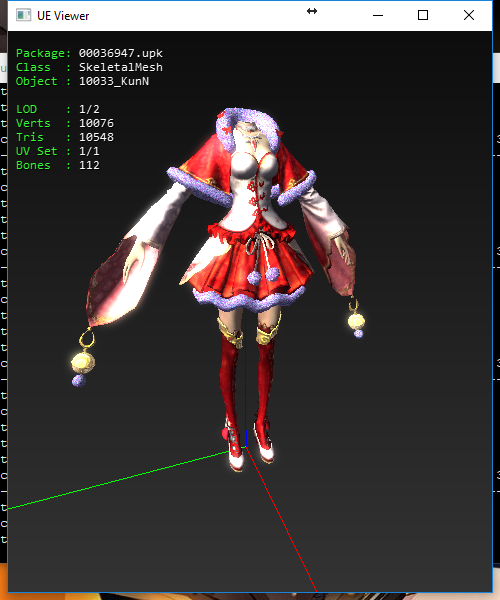 UE Viewer
Package: 00036947.upk
Class : SkeletalMesh
Object : 10033_KunN
LOD : 1/2
Verts : 10076
Tris : 10548
UV Set : 1/1
Bones : 112